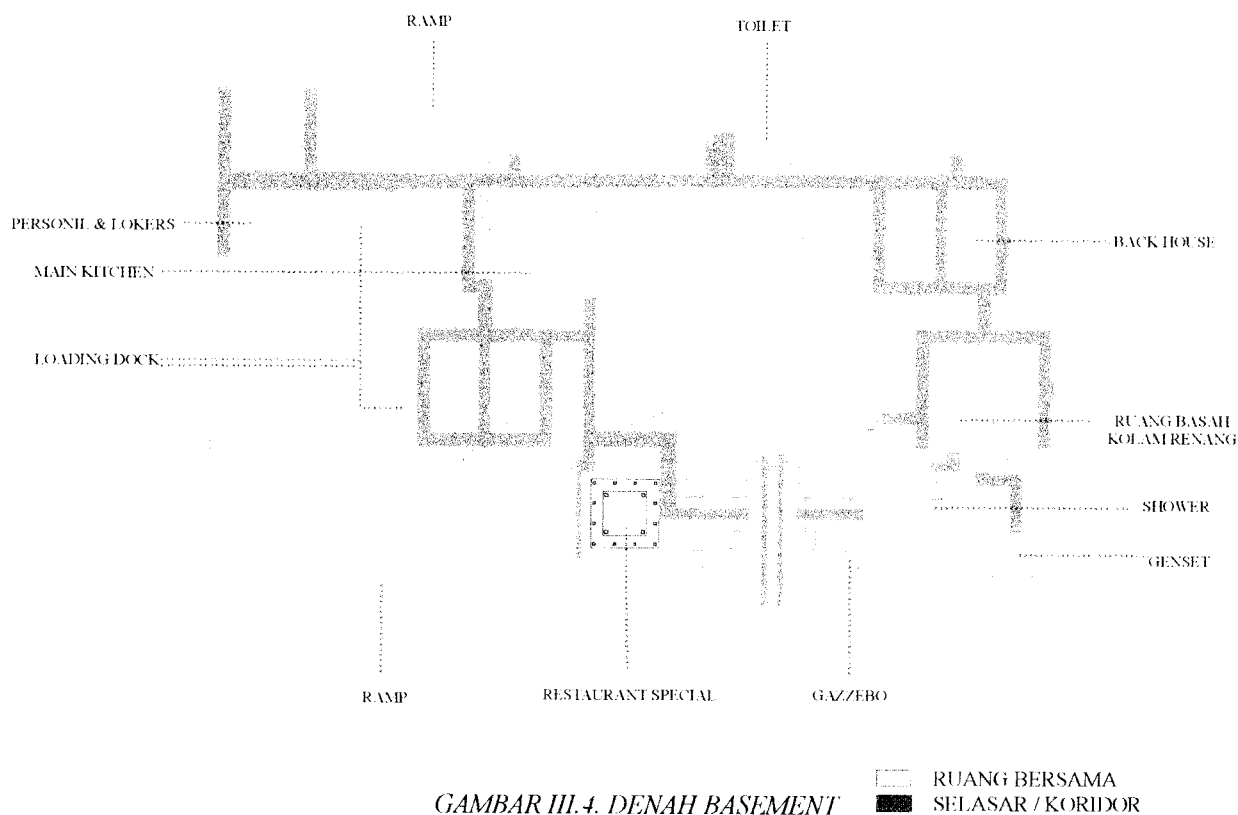 RAMP
TOILET
PERSONIL & LOKERS
BACK HOUSE
MAIN KITCHEN
LOADING DOCK
RUANG BASAH
KOLAM RENANG
SHOWER
GENSET
RAMP
RESTAURANT SPECIAL
GAZZEBO
RUANG BERSAMA
GAMBAR III.4. DENAH BASEMENT
SELASAR / KORIDOR